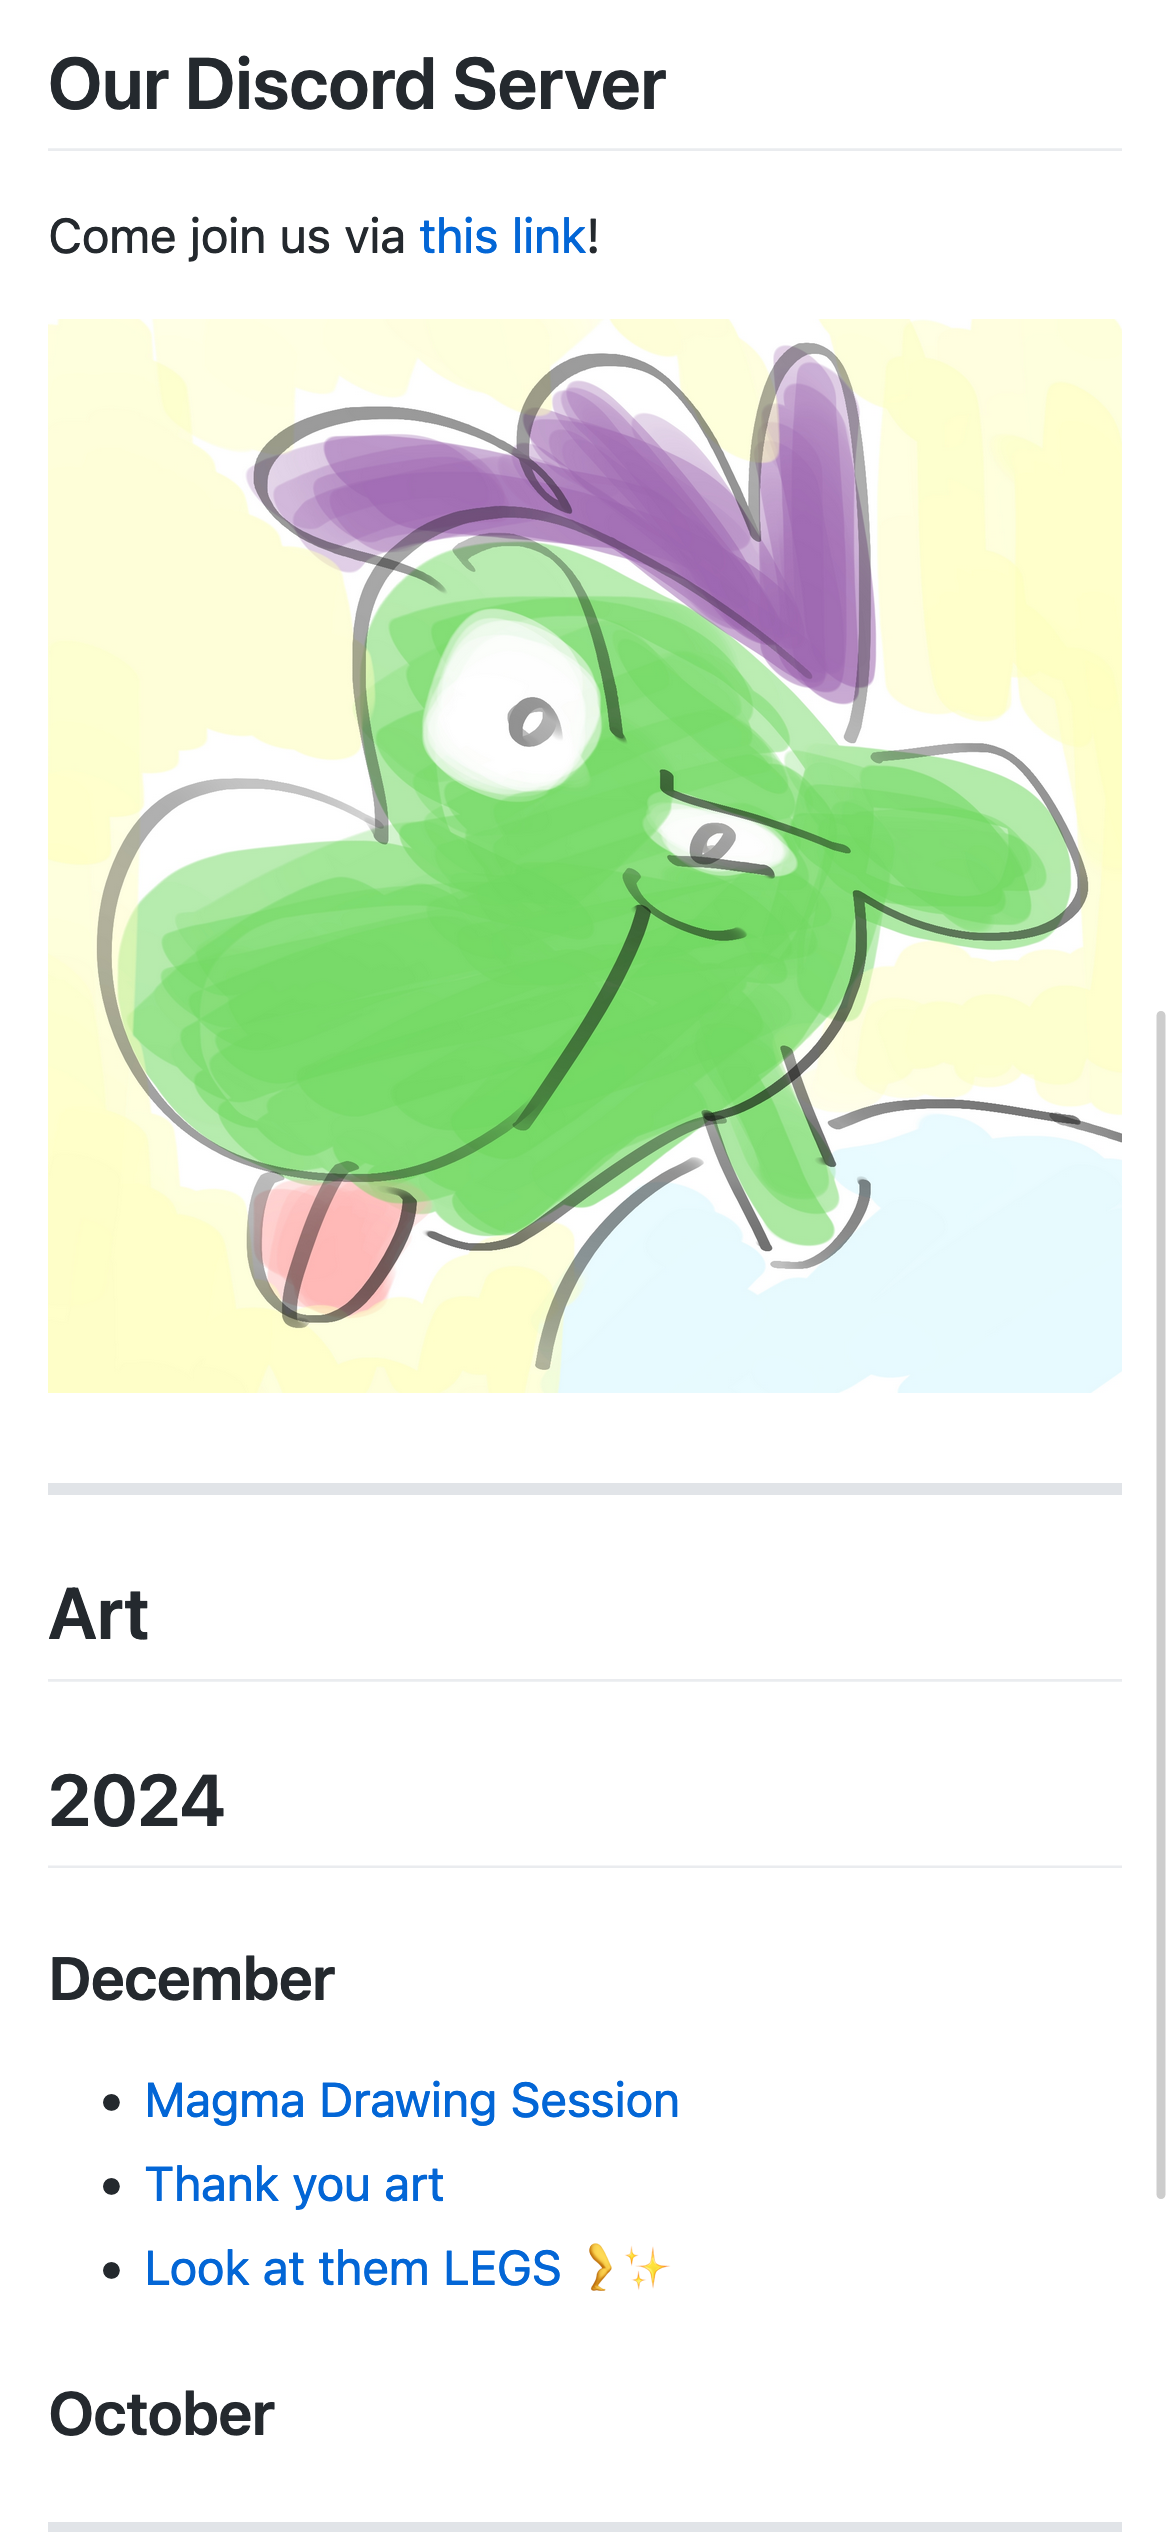 Our Discord Server
Come join us via this link!
Art
2024
December
Magma Drawing Session
Thank you art
Look at them LEGS 🦵✨
October